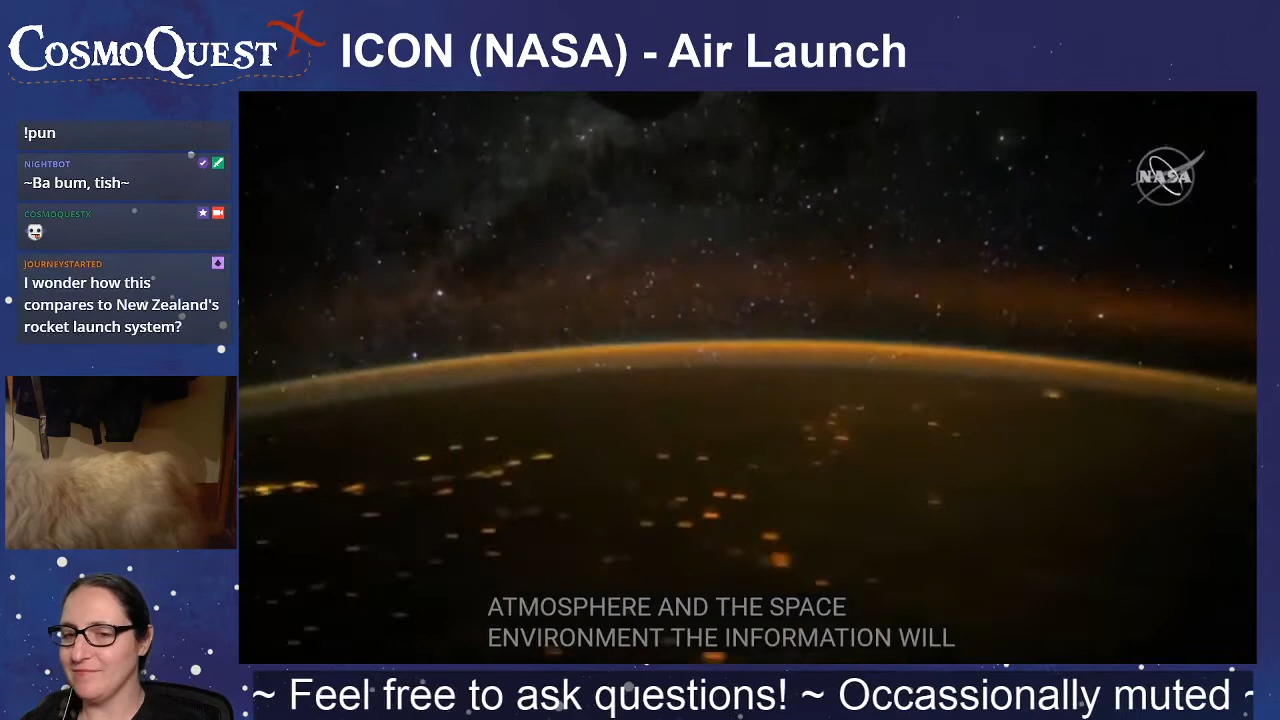 COSMOQUEST X
ICON (NASA) - Air Launch
!pun
NIGHTBOT
~Ba bum, tish~
COSMOQUESTX
JOURNEYSTARTED
I wonder how this
compares to New Zealand's
rocket launch system?
NASA
ATMOSPHERE AND THE SPACE
ENVIRONMENT THE INFORMATION WILL
~ Feel free to ask questions! ~ Occassionally muted ~